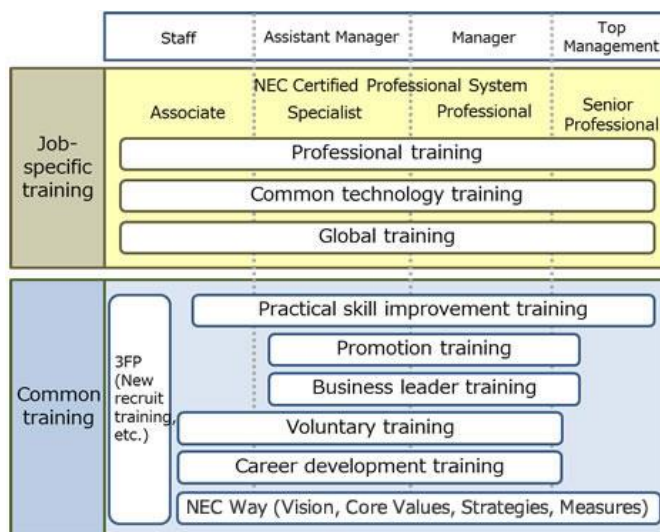 Staff Assistant Manager Manager Top Management
NEC Certified Professional System
Associate Specialist Professional Senior Professional
Job-specific training
Professional training
Common technology training
Global training
Common training
3FP (New recruit training, etc.)
Practical skill improvement training
Promotion training
Business leader training
Voluntary training
Career development training
NEC Way (Vision, Core Values, Strategies, Measures)